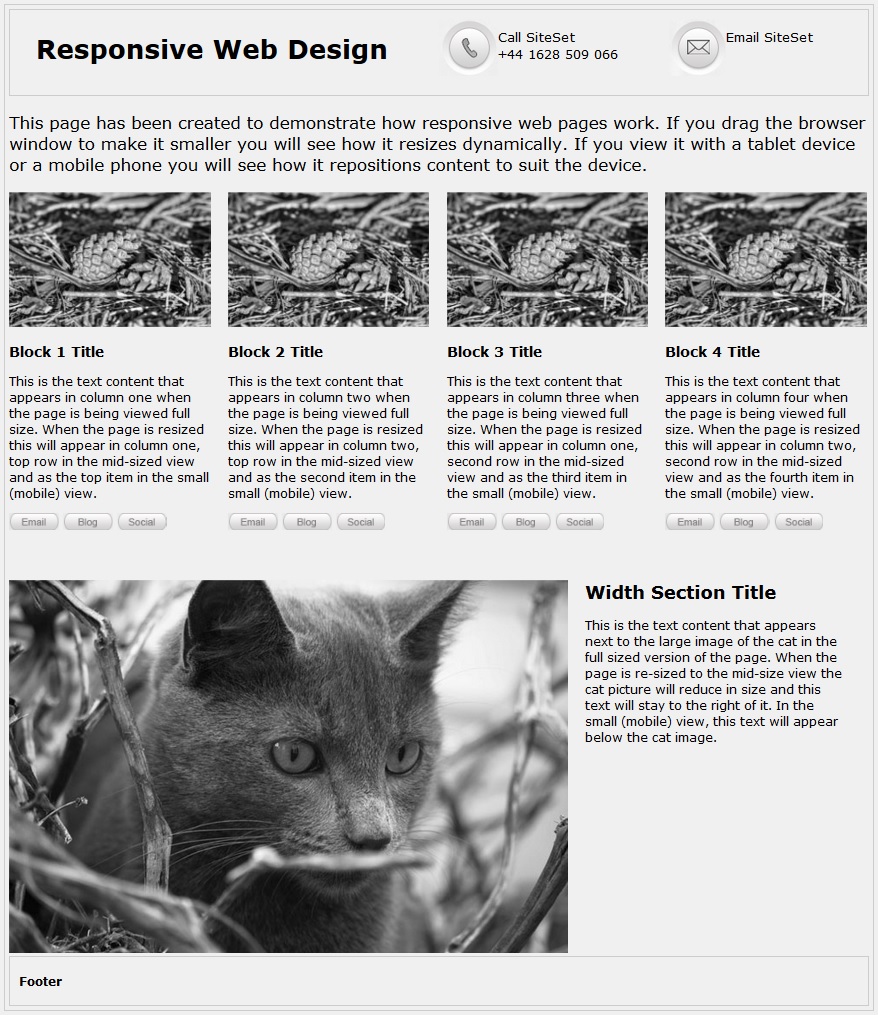 Responsive Web Design
Call SiteSet
+44 1628 509 066
Email SiteSet
This page has been created to demonstrate how responsive web pages work. If you drag the browser
window to make it smaller you will see how it resizes dynamically. If you view it with a tablet device
or a mobile phone you will see how it repositions content to suit the device.
Block 1 Title
This is the text content that
appears in column one when
the page is being viewed full
size. When the page is resized
this will appear in column one,
top row in the mid-sized view
and as the top item in the small
(mobile) view.
Email Blog Social
Block 2 Title
This is the text content that
appears in column two when
the page is being viewed full
size. When the page is resized
this will appear in column two,
top row in the mid-sized view
and as the second item in the
small (mobile) view.
Email Blog Social
Block 3 Title
This is the text content that
appears in column three when
the page is being viewed full
size. When the page is resized
this will appear in column one,
second row in the mid-sized
view and as the third item in
the small (mobile) view.
Email Blog Social
Block 4 Title
This is the text content that
appears in column four when
the page is being viewed full
size. When the page is resized
this will appear in column two,
second row in the mid-sized
view and as the fourth item in
the small (mobile) view.
Email Blog Social
Width Section Title
This is the text content that appears
next to the large image of the cat in the
full sized version of the page. When the
page is re-sized to the mid-size view the
cat picture will reduce in size and this
text will stay to the right of it. In the
small (mobile) view, this text will appear
below the cat image.
Footer